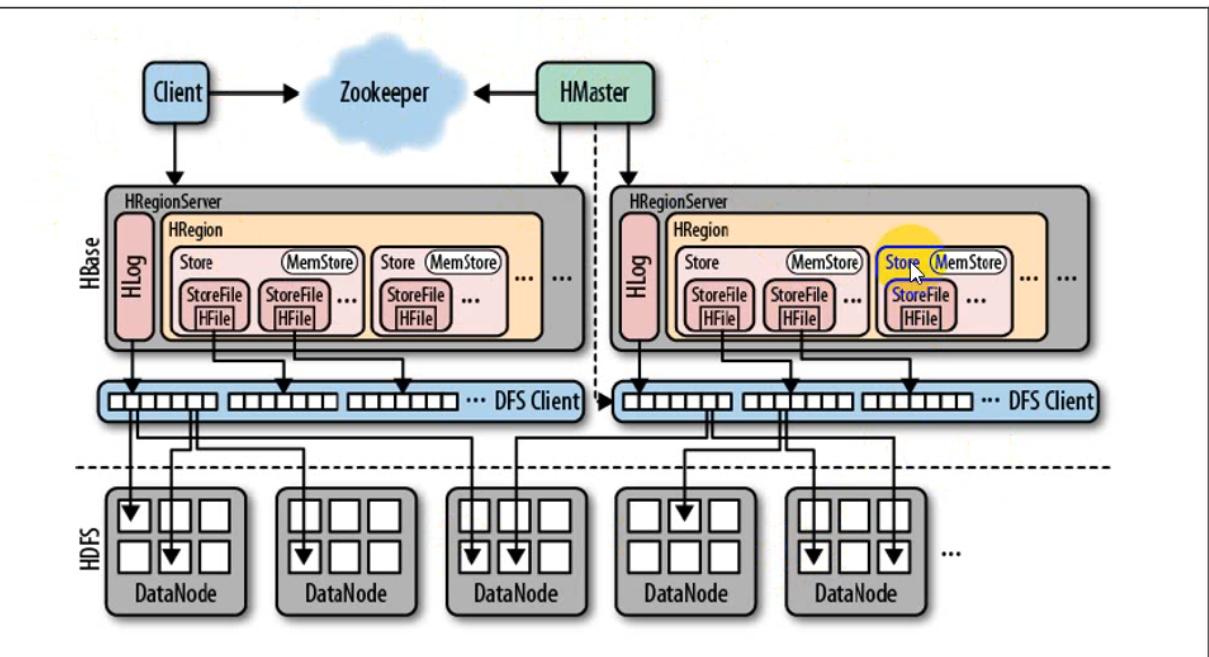 Client
Zookeeper
HMaster
HBase
HRegionServer
HLog
HRegion
Store
MemStore
StoreFile
HFile
StoreFile
HFile
...
Store
MemStore
StoreFile
HFile
...
...
...
HRegionServer
HLog
HRegion
Store
MemStore
StoreFile
HFile
StoreFile
HFile
...
Store
MemStore
StoreFile
HFile
...
...
...
... DFS Client
... DFS Client
HDFS
DataNode
DataNode
DataNode
DataNode
DataNode
...